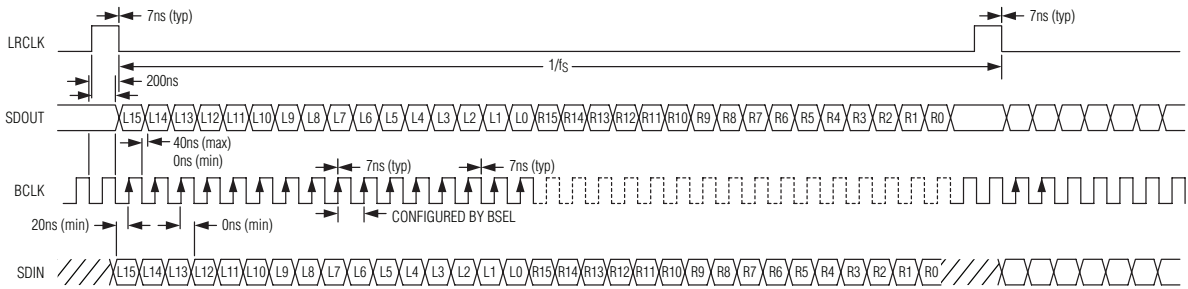 7ns (typ)
7ns (typ)
LRCLK
1/fS
200ns
SDOUT L15 L14 L13 L12 L11 L10 L9 L8 L7 L6 L5 L4 L3 L2 L1 L0 R15 R14 R13 R12 R11 R10 R9 R8 R7 R6 R5 R4 R3 R2 R1 R0
40ns (max)
0ns (min)
7ns (typ)
7ns (typ)
BCLK
20ns (min)
0ns (min)
CONFIGURED BY BSEL
SDIN L15 L14 L13 L12 L11 L10 L9 L8 L7 L6 L5 L4 L3 L2 L1 L0 R15 R14 R13 R12 R11 R10 R9 R8 R7 R6 R5 R4 R3 R2 R1 R0